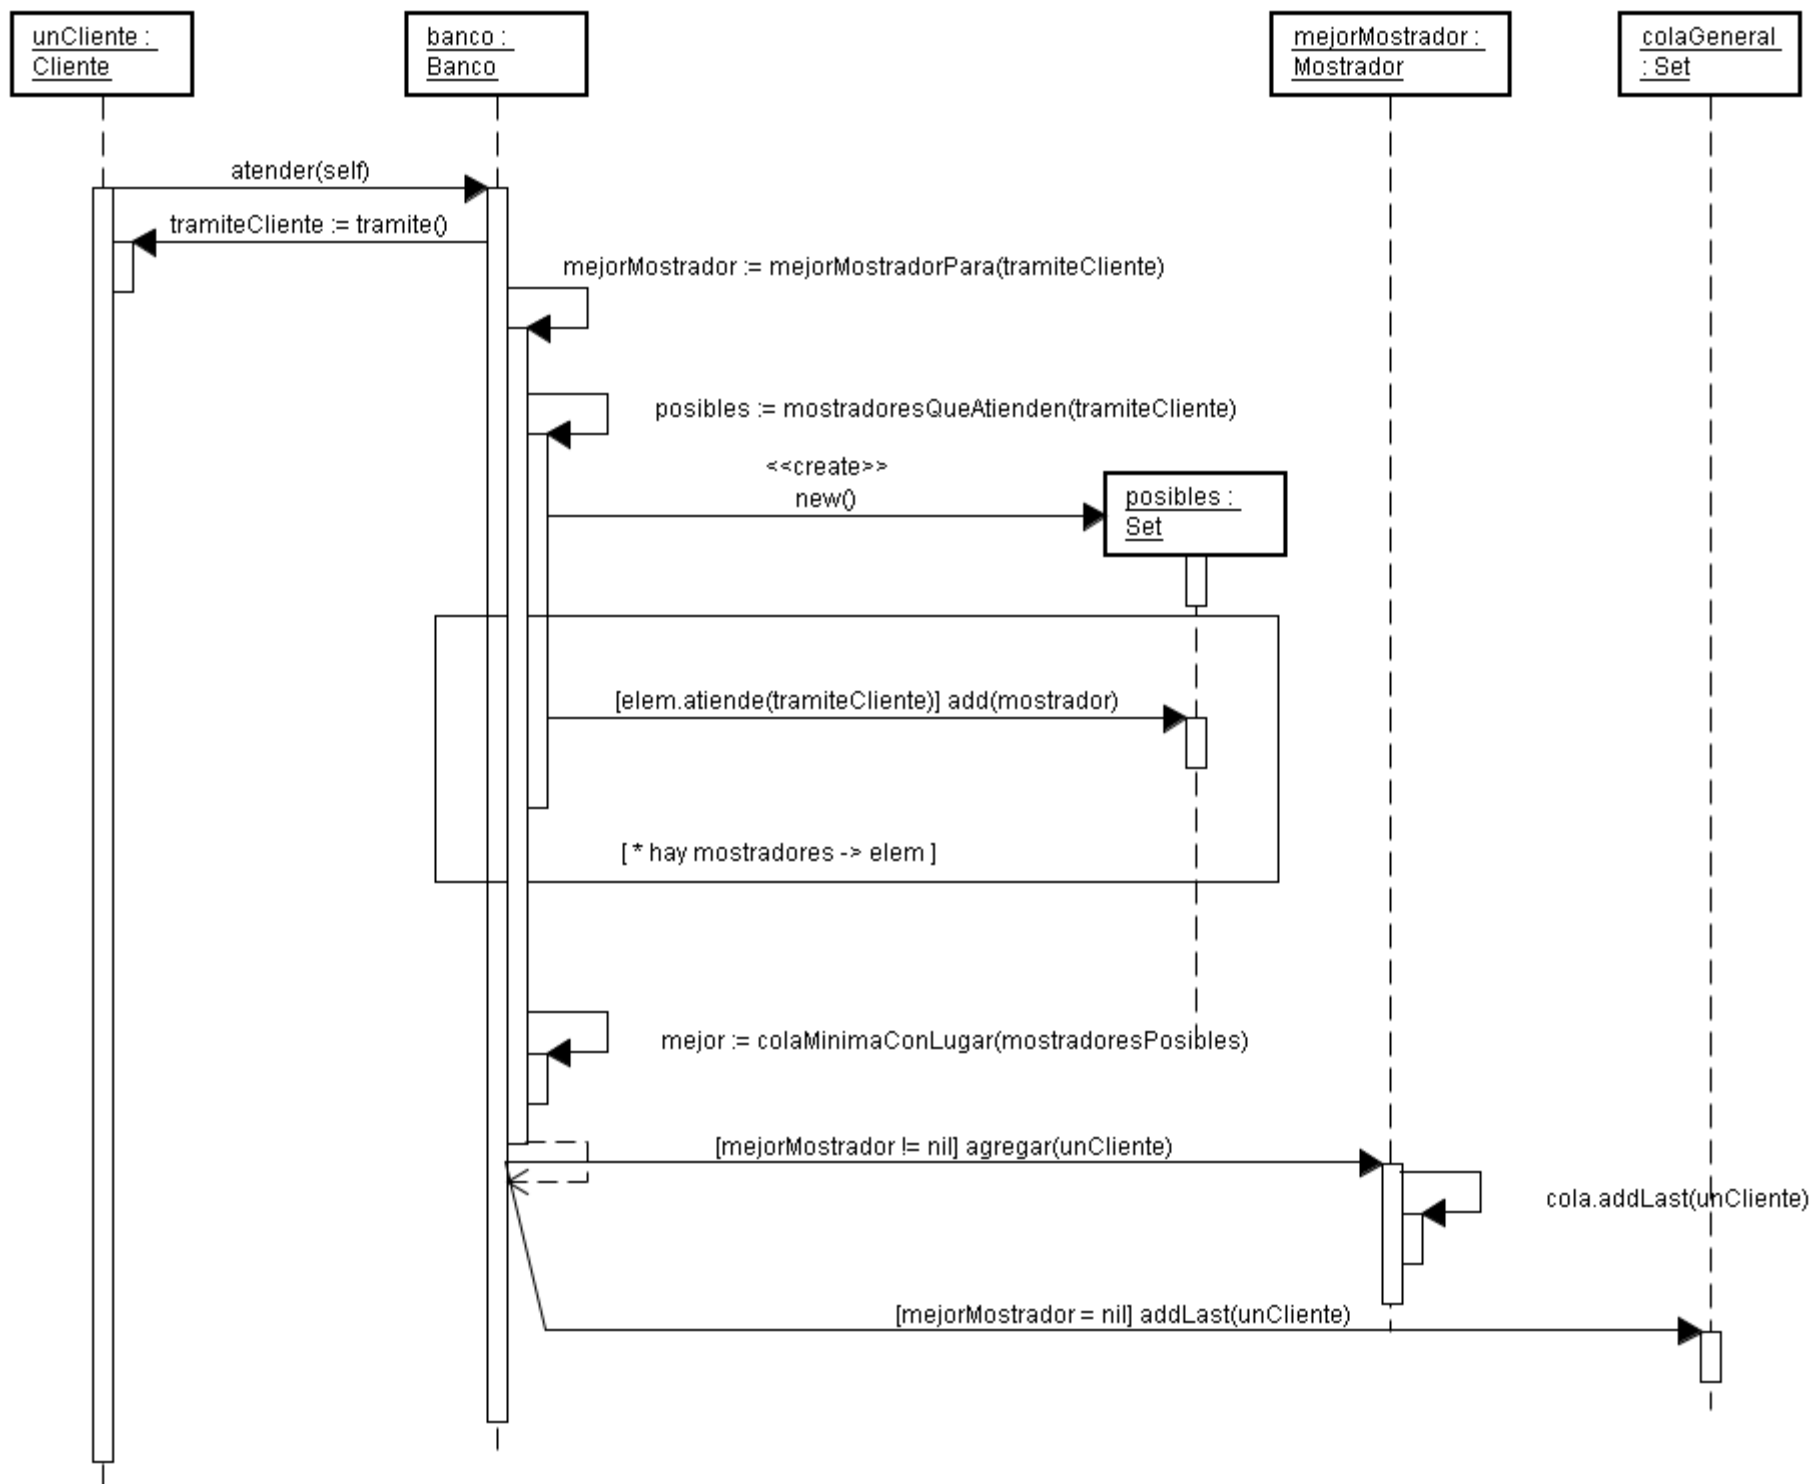 unCliente :
Cliente
banco :
Banco
mejorMostrador :
Mostrador
colaGeneral
: Set
atender(self)
tramiteCliente := tramite()
mejorMostrador := mejorMostradorPara(tramiteCliente)
posibles := mostradoresQueAtienden(tramiteCliente)
<<create>>
new()
posibles :
Set
[elem.atiende(tramiteCliente)] add(mostrador)
[ * hay mostradores -> elem ]
mejor := colaMinimaConLugar(mostradoresPosibles)
[mejorMostrador != nil] agregar(unCliente)
cola.addLast(unCliente)
[mejorMostrador = nil] addLast(unCliente)